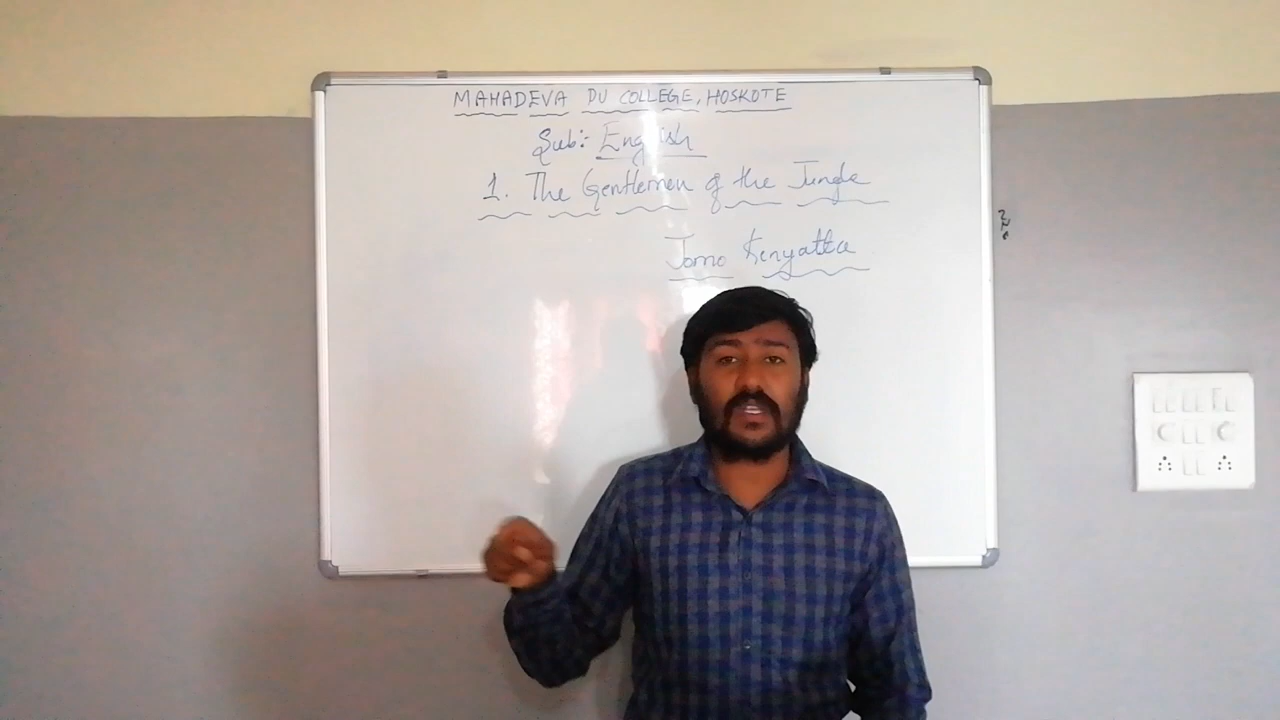 MAHADEVA PU COLLEGE, HOSKOTE
Sub:- English
1. The Gentlemen of the Jungle
Jomo Kenyatta